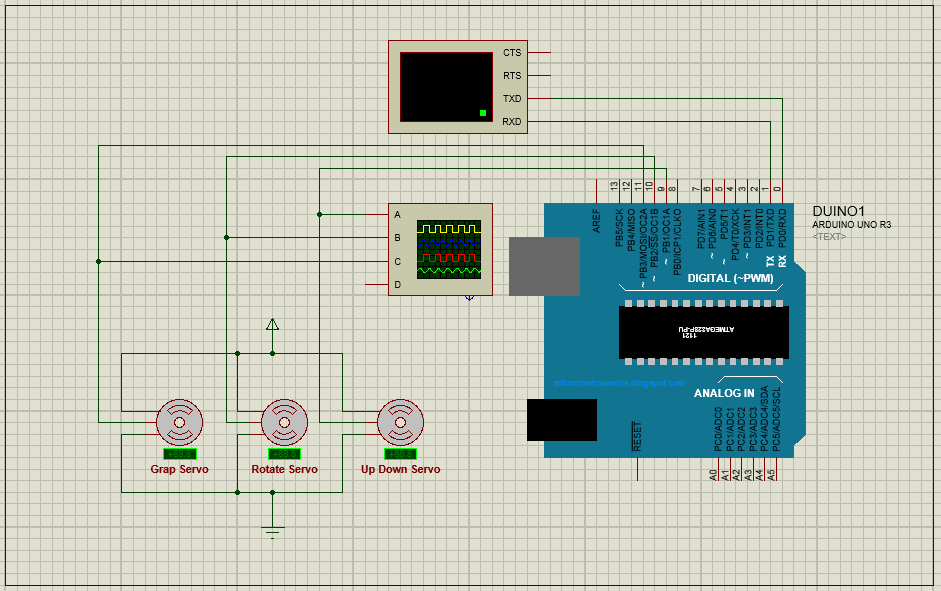 CTS
RTS
TXD
RXD
A
B
C
D
13
12
11
10
9
8
7
6
5
4
3
2
1
0
AREF
PB5/SCK
PB4/MISO
PB3/MOSI/OC2A
PB2/SS/OC1B
PB1/OC1A
PB0/ICP1/CLKO
PD7/AIN1
PD6/AIN0
PD5/T1
PD4/T0/XCK
PD3/INT1
PD2/INT0
PD1/TXD
PD0/RXD
~ ~ ~ ~ ~ ~
TX
RX
DUINO1
ARDUINO UNO R3
<TEXT>
DIGITAL (~PWM)
ATMEGA328P-PU
1121
microcontrolandos.blogspot.com
ANALOG IN
RESET
PC0/ADC0
PC1/ADC1
PC2/ADC2
PC3/ADC3
PC4/ADC4/SDA
PC5/ADC5/SCL
A0
A1
A2
A3
A4
A5
Grap Servo
Rotate Servo
Up Down Servo